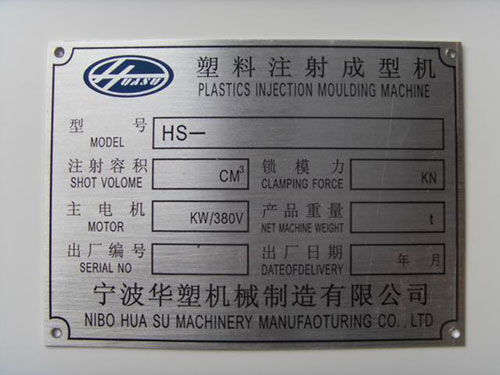 HUASU
塑料注射成型机
PLASTICS INJECTION MOULDING MACHINE
型号 HS—
MODEL
注射容积 CM³ 锁模力 KN
SHOT VOLOME CLAMPING FORCE
主电机 KW/380V 产品重量 t
MOTOR NET MACHINE WEIGHT
出厂编号 出厂日期 年 月
SERIAL NO DATEOFDELIVERY
宁波华塑机械制造有限公司
NIBO HUA SU MACHINERY MANUFAOTURING CO., LTD